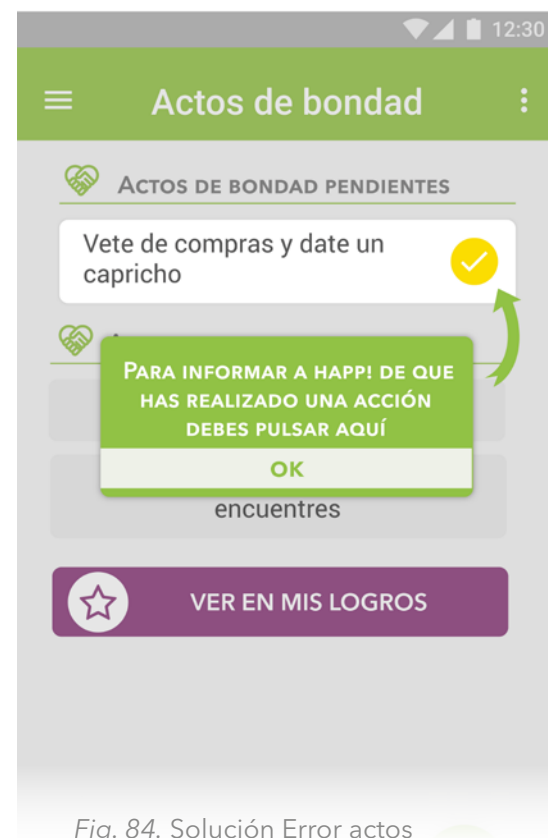 12:30
Actos de bondad
ACTOS DE BONDAD PENDIENTES
Vete de compras y date un
capricho
PARA INFORMAR A HAPP! DE QUE
HAS REALIZADO UNA ACCIÓN
DEBES PULSAR AQUÍ
OK
encuentres
VER EN MIS LOGROS
Fig. 84. Solución Error actos